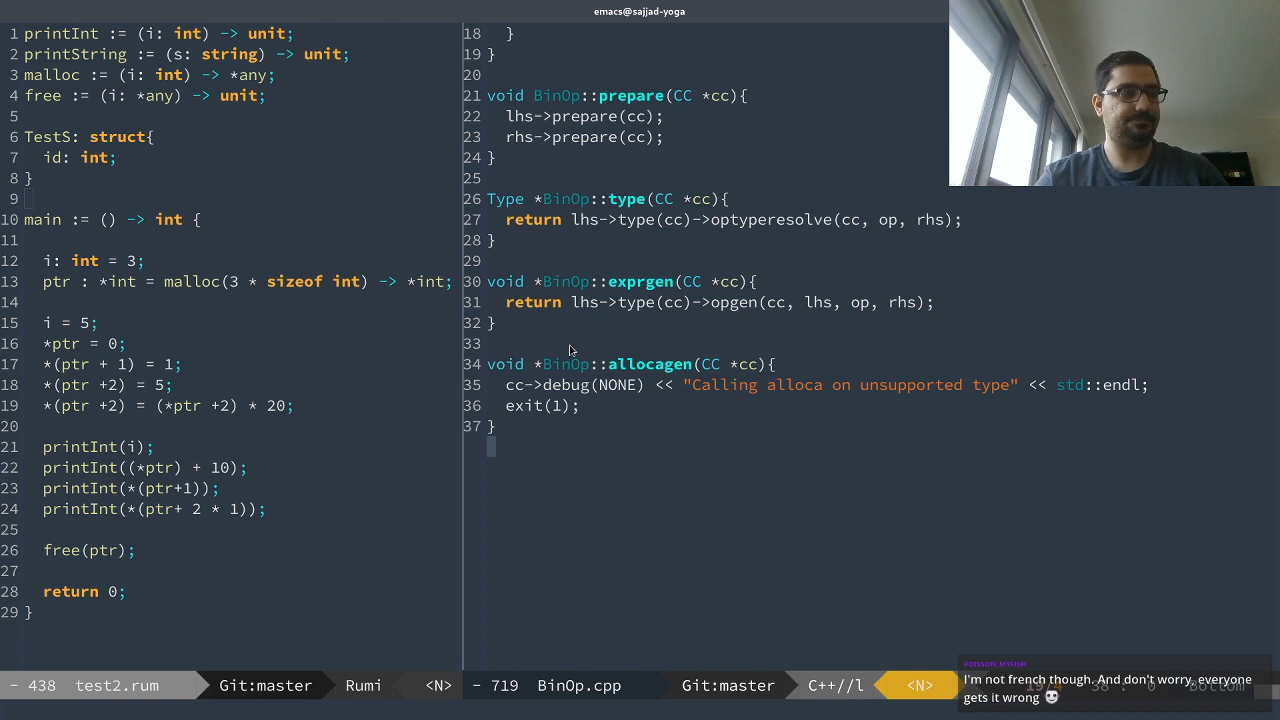 emacs@sajjad-yoga
1 printInt := (i: int) -> unit;
2 printString := (s: string) -> unit;
3 malloc := (i: int) -> *any;
4 free := (i: *any) -> unit;
5
6 TestS: struct{
7 id: int;
8 }
9
10 main := () -> int {
11
12 i: int = 3;
13 ptr : *int = malloc(3 * sizeof int) -> *int;
14
15 i = 5;
16 *ptr = 0;
17 *(ptr + 1) = 1;
18 *(ptr +2) = 5;
19 *(ptr +2) = (*ptr +2) * 20;
20
21 printInt(i);
22 printInt((*ptr) + 10);
23 printInt(*(ptr+1));
24 printInt(*(ptr+ 2 * 1));
25
26 free(ptr);
27
28 return 0;
29 }
- 438 test2.rum Git:master Rumi <N>
18 }
19 }
20
21 void BinOp::prepare(CC *cc){
22 lhs->prepare(cc);
23 rhs->prepare(cc);
24 }
25
26 Type *BinOp::type(CC *cc){
27 return lhs->type(cc)->optyperesolve(cc, op, rhs);
28 }
29
30 void *BinOp::exprgen(CC *cc){
31 return lhs->type(cc)->opgen(cc, lhs, op, rhs);
32 }
33
34 void *BinOp::allocagen(CC *cc){
35 cc->debug(NONE) << "Calling alloca on unsupported type" << std::endl;
36 exit(1);
37 }
- 719 BinOp.cpp Git:master C++//l <N> 38: 0 Bottom
POISSON_MYFISH
I'm not french though. And don't worry, everyone
gets it wrong